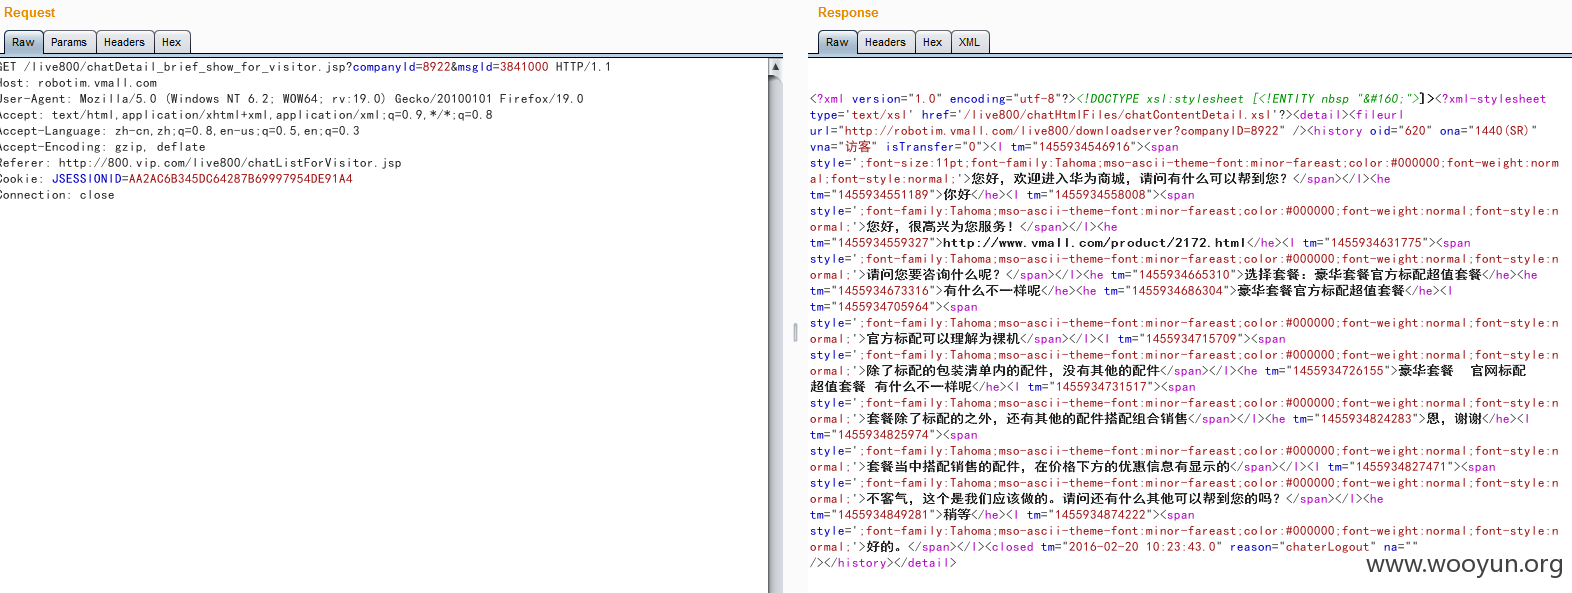 Request
Raw Params Headers Hex
GET /live800/chatDetail_brief_show_for_visitor.jsp?companyId=8922&msgId=3841000 HTTP/1.1
Host: robotim.vmall.com
User-Agent: Mozilla/5.0 (Windows NT 6.2; WOW64; rv:19.0) Gecko/20100101 Firefox/19.0
Accept: text/html,application/xhtml+xml,application/xml;q=0.9,*/*;q=0.8
Accept-Language: zh-cn,zh;q=0.8,en-us;q=0.5,en;q=0.3
Accept-Encoding: gzip, deflate
Referer: http://800.vip.com/live800/chatListForVisitor.jsp
Cookie: JSESSIONID=AA2AC6B345DC64287B69997954DE91A4
Connection: close
Response
Raw Headers Hex XML
<?xml version="1.0" encoding="utf-8"?><!DOCTYPE xsl:stylesheet [<!ENTITY nbsp "&#160;">]><?xml-stylesheet
type='text/xsl' href='/live800/chatHtmlFiles/chatContentDetail.xsl'?><detail><fileurl
url="http://robotim.vmall.com/live800/downloadserver?companyID=8922" /><history oid="620" ona="1440(SR)"
vna="访客" isTransfer="0"><l tm="1455934546916"><span
style=';font-size:11pt;font-family:Tahoma;mso-ascii-theme-font:minor-fareast;color:#000000;font-weight:nor
mal;font-style:normal;'>您好，欢迎进入华为商城，请问有什么可以帮到您？</span></l><he
tm="1455934551189">你好</he><l tm="1455934558008"><span
style=';font-family:Tahoma;mso-ascii-theme-font:minor-fareast;color:#000000;font-weight:normal;font-style:n
ormal;'>您好，很高兴为您服务！</span></l><he
tm="1455934559327">http://www.vmall.com/product/2172.html</he><l tm="1455934631775"><span
style=';font-family:Tahoma;mso-ascii-theme-font:minor-fareast;color:#000000;font-weight:normal;font-style:n
ormal;'>请问您要咨询什么呢？</span></l><he tm="1455934665310">选择套餐：豪华套餐官方标配超值套餐</he><he
tm="1455934673316">有什么不一样呢</he><he tm="1455934686304">豪华套餐官方标配超值套餐</he><l
tm="1455934705964"><span
style=';font-family:Tahoma;mso-ascii-theme-font:minor-fareast;color:#000000;font-weight:normal;font-style:n
ormal;'>官方标配可以理解为裸机</span></l><l tm="1455934715709"><span
style=';font-family:Tahoma;mso-ascii-theme-font:minor-fareast;color:#000000;font-weight:normal;font-style:n
ormal;'>除了标配的包装清单内的配件，没有其他的配件</span></l><he tm="1455934726155">豪华套餐  官网标配
超值套餐 有什么不一样呢</he><l tm="1455934731517"><span
style=';font-family:Tahoma;mso-ascii-theme-font:minor-fareast;color:#000000;font-weight:normal;font-style:n
ormal;'>套餐除了标配的之外，还有其他的配件搭配组合销售</span></l><he tm="1455934824283">恩，谢谢</he><l
tm="1455934825974"><span
style=';font-family:Tahoma;mso-ascii-theme-font:minor-fareast;color:#000000;font-weight:normal;font-style:n
ormal;'>套餐当中搭配销售的配件，在价格下方的优惠信息有显示的</span></l><l tm="1455934827471"><span
style=';font-family:Tahoma;mso-ascii-theme-font:minor-fareast;color:#000000;font-weight:normal;font-style:n
ormal;'>不客气，这个是我们应该做的。请问还有什么其他可以帮到您的吗？</span></l><he
tm="1455934849281">稍等</he><l tm="1455934874222"><span
style=';font-family:Tahoma;mso-ascii-theme-font:minor-fareast;color:#000000;font-weight:normal;font-style:n
ormal;'>好的。</span></l><closed tm="2016-02-20 10:23:43.0" reason="chaterLogout" na=""
/></history></detail>
www.wooyun.org